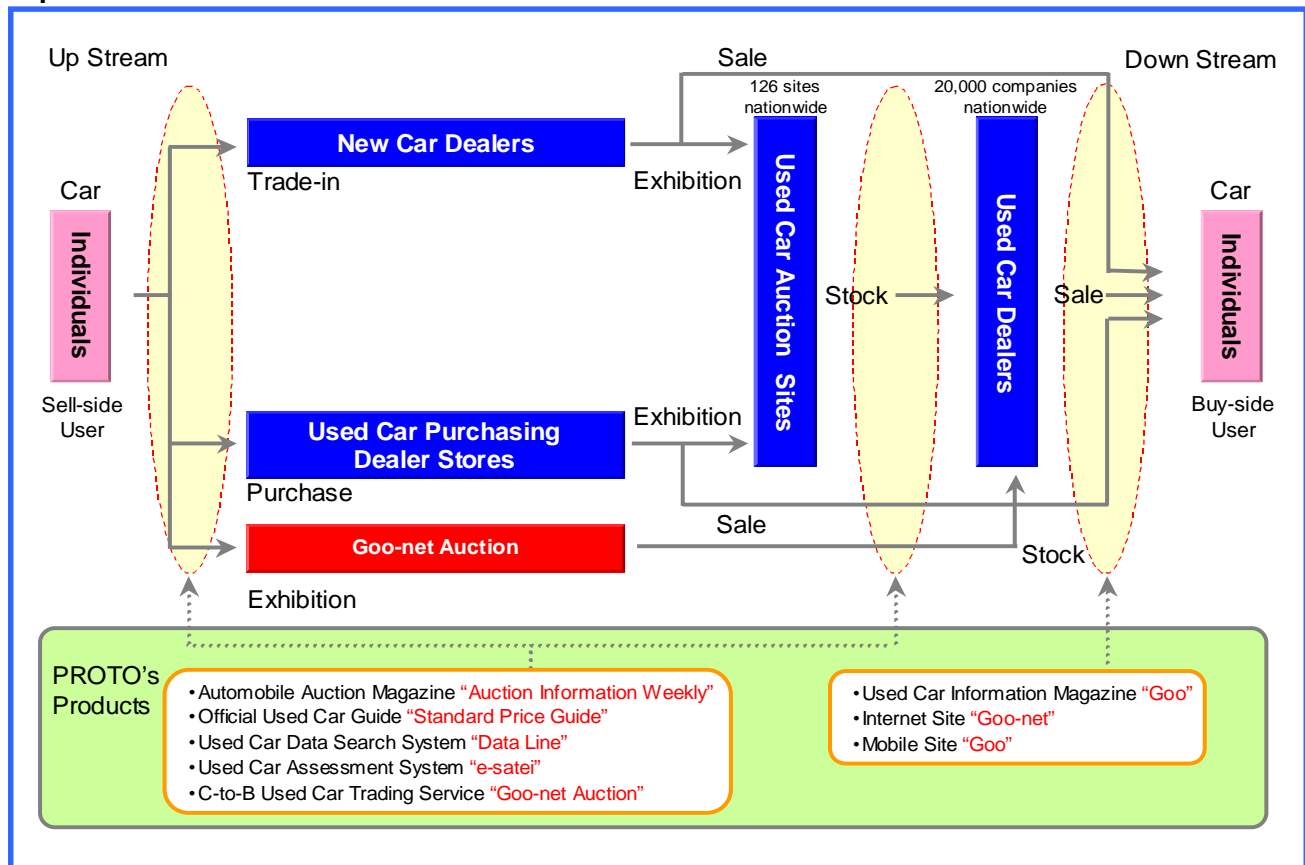 Up Stream
Sale
Down Stream
126 sites
nationwide
20,000 companies
nationwide
New Car Dealers
Trade-in
Exhibition
Car
Individuals
Sell-side
User
Used Car Auction Sites
Stock
Used Car Dealers
Sale
Car
Individuals
Buy-side
User
Used Car Purchasing
Dealer Stores
Purchase
Exhibition
Sale
Goo-net Auction
Exhibition
Stock
PROTO's
Products
•Automobile Auction Magazine “Auction Information Weekly”
•Official Used Car Guide “Standard Price Guide”
•Used Car Data Search System “Data Line”
•Used Car Assessment System “e-satei”
•C-to-B Used Car Trading Service “Goo-net Auction”
•Used Car Information Magazine “Goo”
•Internet Site “Goo-net”
•Mobile Site “Goo”